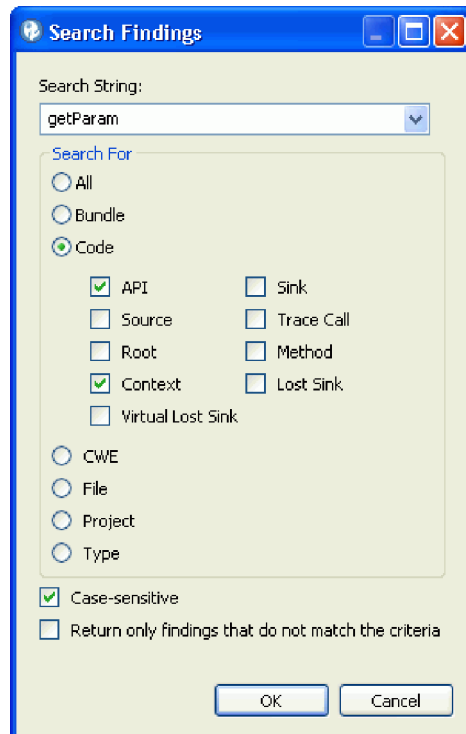 Search Findings
Search String:
getParam
Search For
All
Bundle
Code
API
Sink
Source
Trace Call
Root
Method
Context
Lost Sink
Virtual Lost Sink
CWE
File
Project
Type
Case-sensitive
Return only findings that do not match the criteria
OK
Cancel